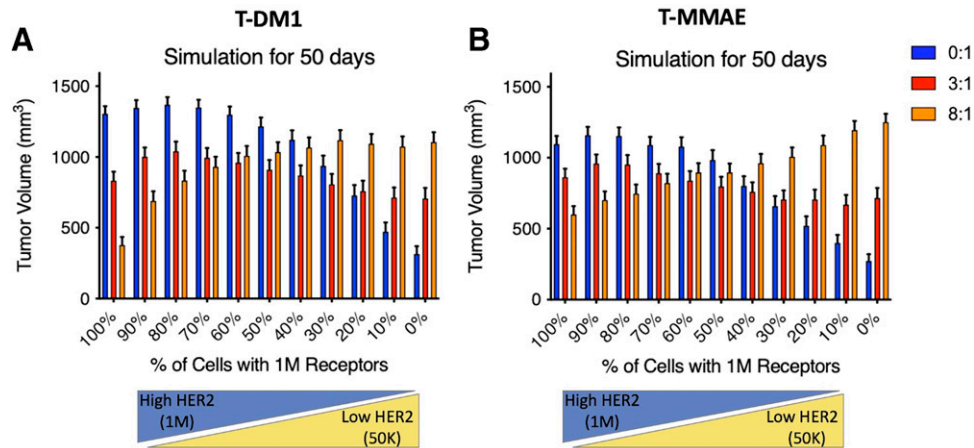 T-DM1
A
Simulation for 50 days
Tumor Volume (mm³)
1500
1000
500
0
100%
90%
80%
70%
60%
50%
40%
30%
20%
10%
0%
% of Cells with 1M Receptors
High HER2
(1M)
Low HER2
(50K)
T-MMAE
B
Simulation for 50 days
Tumor Volume (mm³)
1500
1000
500
0
100%
90%
80%
70%
60%
50%
40%
30%
20%
10%
0%
% of Cells with 1M Receptors
High HER2
(1M)
Low HER2
(50K)
0:1
3:1
8:1